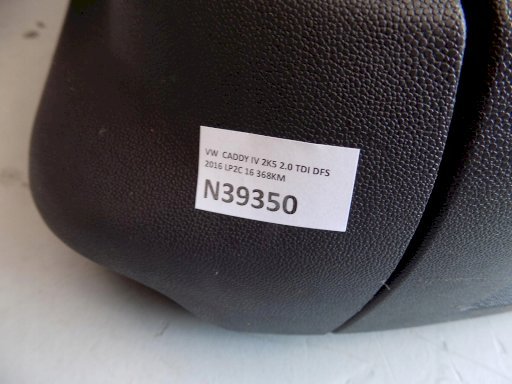 VW CADDY IV 2K5 2.0 TDI DFS
2016 LP2C 16 368KM
N39350